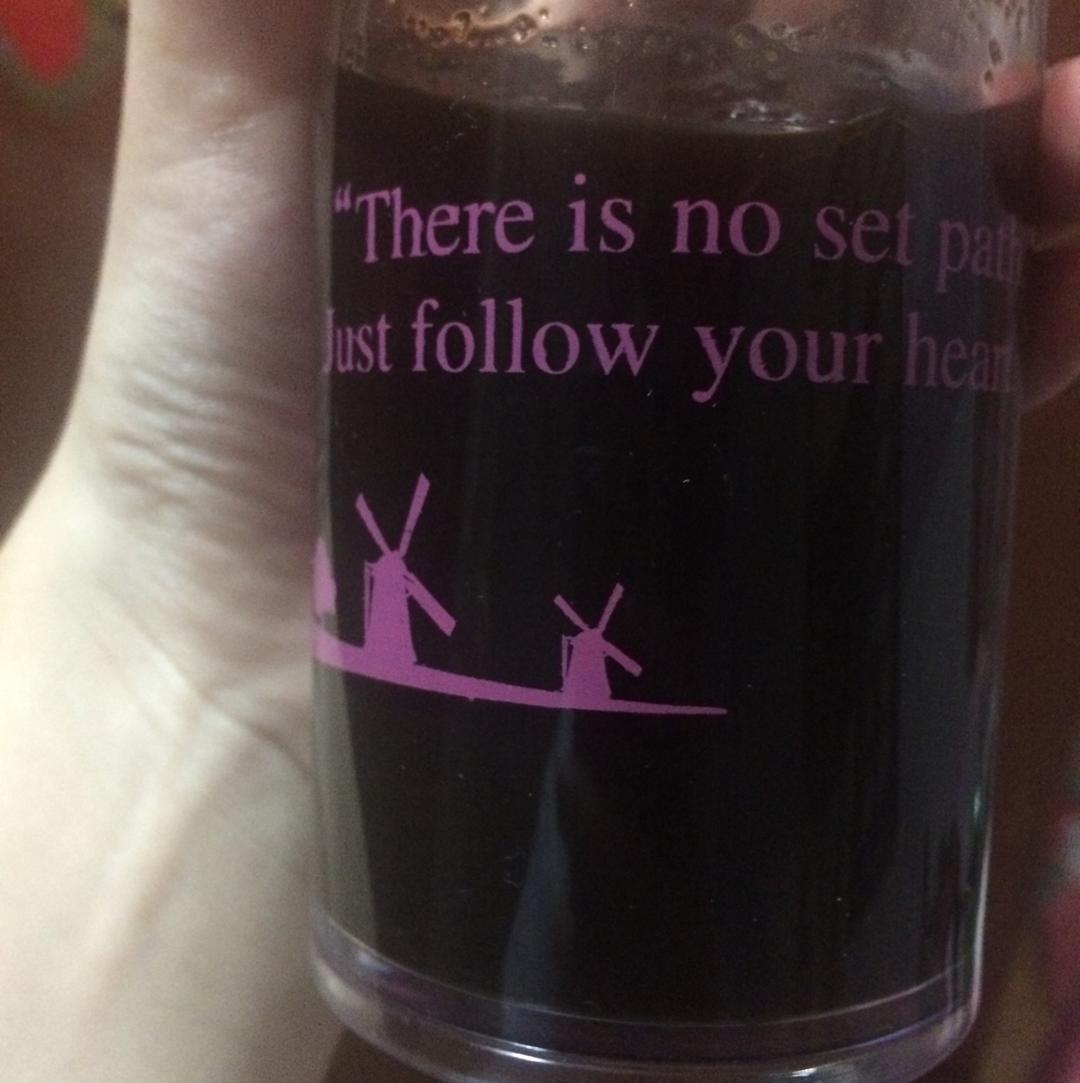 “There is no set path
Just follow your heart